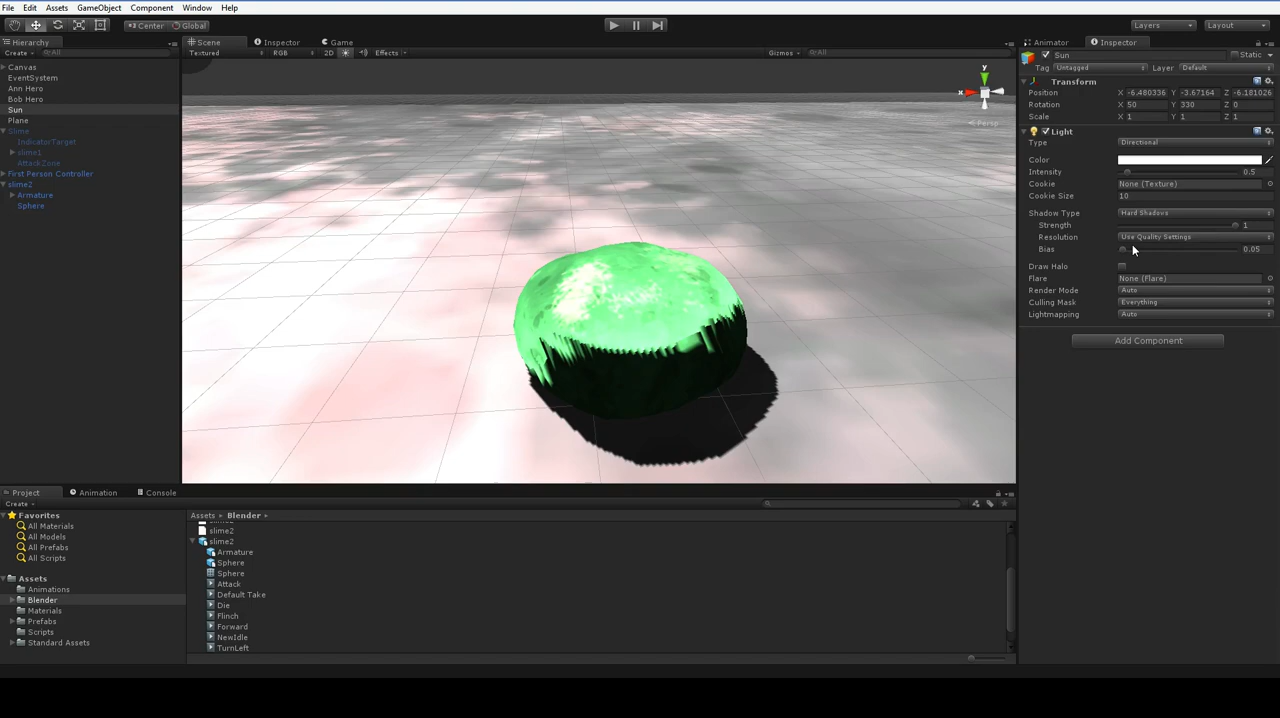 File Edit Assets GameObject Component Window Help
Center Global Layers Layout
Hierarchy Scene Inspector Game Animator Inspector
Create All Textured RGB 2D Effects Gizmos All
Sun Static
Tag Untagged Layer Default
Canvas
EventSystem
Ann Hero
Bob Hero
Sun
Plane
Slime
IndicatorTarget
slime1
AttackZone
First Person Controller
slime2
Armature
Sphere
y
x
Persp
Transform
Position X -6.480336 Y -3.67164 Z -6.181026
Rotation X 50 Y 330 Z 0
Scale X 1 Y 1 Z 1
Light
Type Directional
Color
Intensity 0.5
Cookie None (Texture)
Cookie Size 10
Shadow Type Hard Shadows
Strength 1
Resolution Use Quality Settings
Bias 0.05
Draw Halo
Flare None (Flare)
Render Mode Auto
Culling Mask Everything
Lightmapping Auto
Add Component
Project Animation Console
Create
Favorites
All Materials
All Models
All Prefabs
All Scripts
Assets
Animations
Blender
Materials
Prefabs
Scripts
Standard Assets
Assets Blender
slime2
slime2
Armature
Sphere
Sphere
Attack
Default Take
Die
Flinch
Forward
NewIdle
TurnLeft